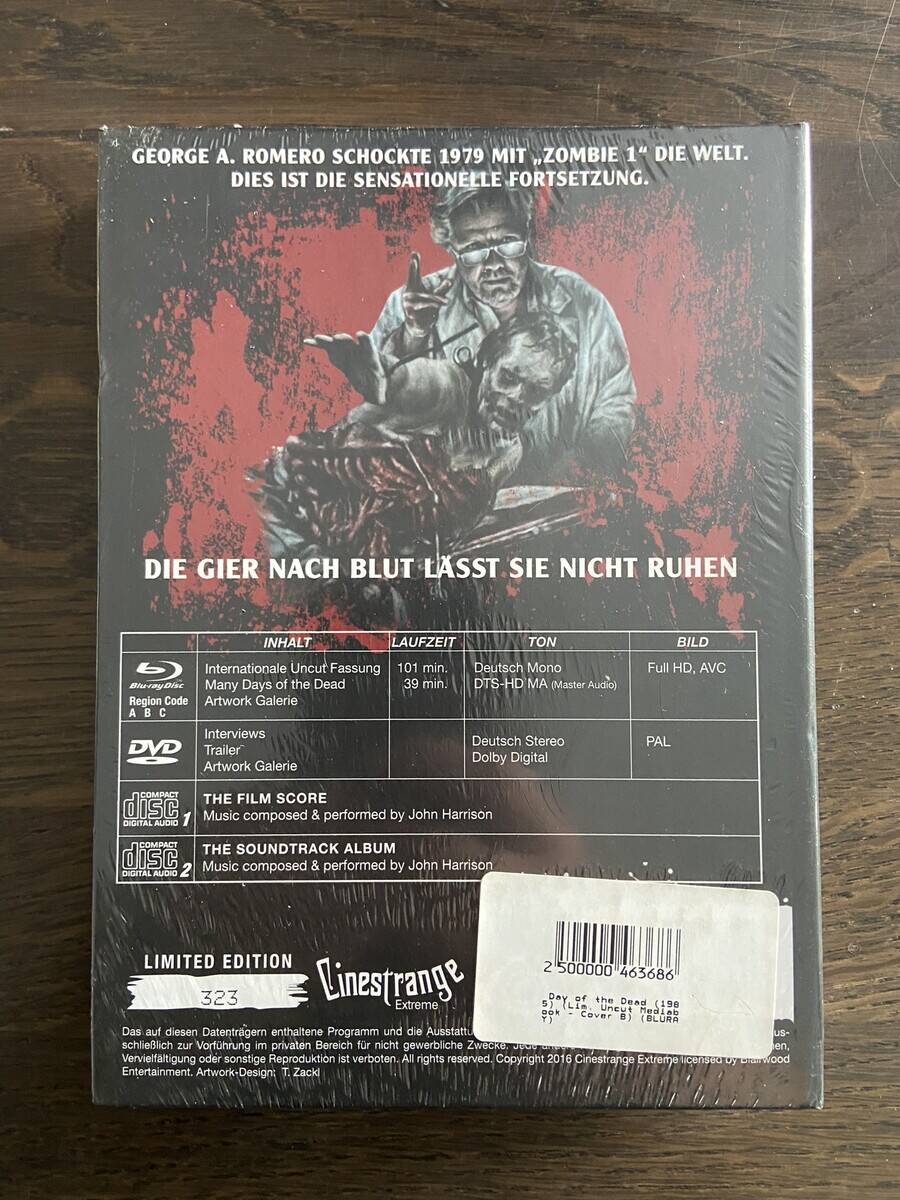 GEORGE A. ROMERO SCHOCKTE 1979 MIT „ZOMBIE 1“ DIE WELT.
DIES IST DIE SENSATIONELLE FORTSETZUNG.
DIE GIER NACH BLUT LÄSST SIE NICHT RUHEN
INHALT LAUFZEIT TON BILD
Blu-ray Disc
Region Code
A B C
Internationale Uncut Fassung 101 min. Deutsch Mono Full HD, AVC
Many Days of the Dead 39 min. DTS-HD MA (Master Audio)
Artwork Galerie
DVD
Interviews
Trailer Deutsch Stereo PAL
Artwork Galerie Dolby Digital
COMPACT disc DIGITAL AUDIO 1
THE FILM SCORE
Music composed & performed by John Harrison
COMPACT disc DIGITAL AUDIO 2
THE SOUNDTRACK ALBUM
Music composed & performed by John Harrison
LIMITED EDITION
323
Cinestrange
Extreme
2 500000 463686
Day of the Dead (198
5) (Lim. Uncut Mediab
ook - Cover B) (BLURA
Y)
Das auf diesen Datenträgern enthaltene Programm und die Ausstattu
schließlich zur Vorführung im privaten Bereich für nicht gewerbliche Zwecke.
Vervielfältigung oder sonstige Reproduktion ist verboten. All rights reserved. Copyright 2016 Cinestrange Extreme licensed by Blairwood
Entertainment. Artwork-Design: T. Zackl